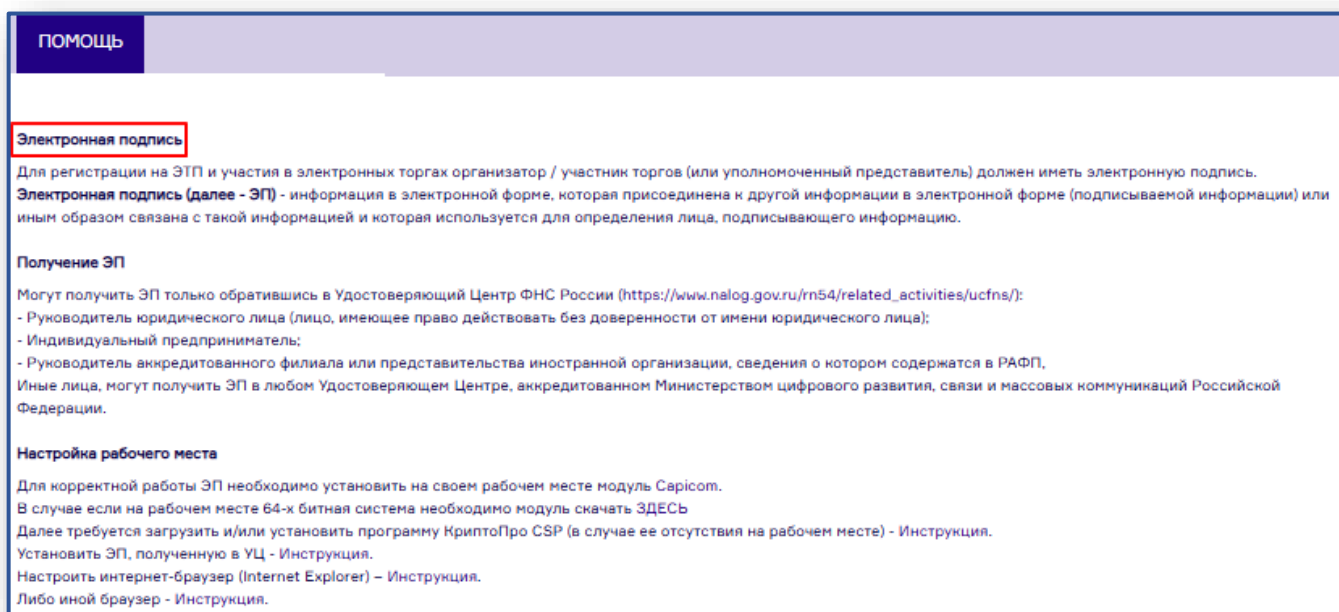 ПОМОЩЬ
Электронная подпись
Для регистрации на ЭТП и участия в электронных торгах организатор / участник торгов (или уполномоченный представитель) должен иметь электронную подпись.
Электронная подпись (далее - ЭП) - информация в электронной форме, которая присоединена к другой информации в электронной форме (подписываемой информации) или
иным образом связана с такой информацией и которая используется для определения лица, подписывающего информацию.
Получение ЭП
Могут получить ЭП только обратившись в Удостоверяющий Центр ФНС России (https://www.nalog.gov.ru/rn54/related_activities/ucfns/):
- Руководитель юридического лица (лицо, имеющее право действовать без доверенности от имени юридического лица);
- Индивидуальный предприниматель;
- Руководитель аккредитованного филиала или представительства иностранной организации, сведения о котором содержатся в РАФП,
Иные лица, могут получить ЭП в любом Удостоверяющем Центре, аккредитованном Министерством цифрового развития, связи и массовых коммуникаций Российской
Федерации.
Настройка рабочего места
Для корректной работы ЭП необходимо установить на своем рабочем месте модуль Capicom.
В случае если на рабочем месте 64-х битная система необходимо модуль скачать ЗДЕСЬ
Далее требуется загрузить и/или установить программу КриптоПро CSP (в случае ее отсутствия на рабочем месте) - Инструкция.
Установить ЭП, полученную в УЦ - Инструкция.
Настроить интернет-браузер (Internet Explorer) – Инструкция.
Либо иной браузер - Инструкция.